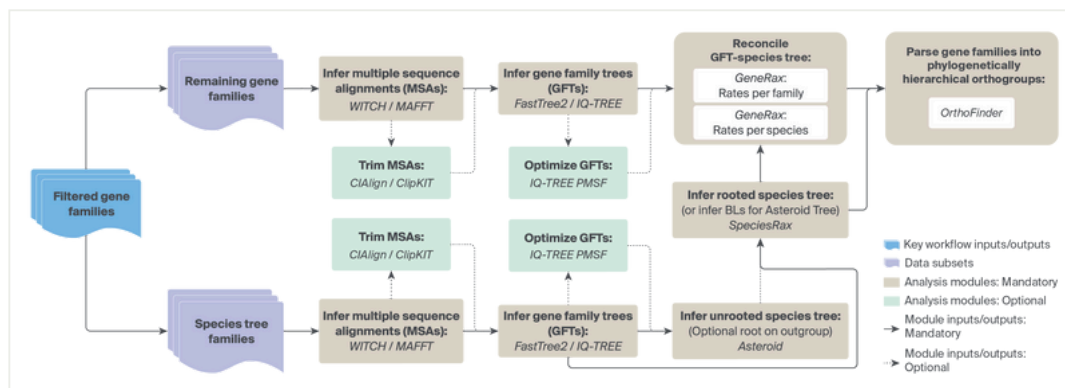 Remaining gene
families
Infer multiple sequence
alignments (MSAs):
WITCH / MAFFT
Infer gene family trees
(GFTs):
FastTree2 / IQ-TREE
Reconcile
GFT-species tree:
GeneRax:
Rates per family
GeneRax:
Rates per species
Parse gene families into
phylogenetically
hierarchical orthogroups:
OrthoFinder
Trim MSAs:
CIAlign / ClipKIT
Optimize GFTs:
IQ-TREE PMSF
Filtered gene
families
Infer rooted species tree:
(or infer BLs for Asteroid Tree)
SpeciesRax
Trim MSAs:
CIAlign / ClipKIT
Optimize GFTs:
IQ-TREE PMSF
Species tree
families
Infer multiple sequence
alignments (MSAs):
WITCH / MAFFT
Infer gene family trees
(GFTs):
FastTree2 / IQ-TREE
Infer unrooted species tree:
(Optional root on outgroup)
Asteroid
Key workflow inputs/outputs
Data subsets
Analysis modules: Mandatory
Analysis modules: Optional
Module inputs/outputs:
Mandatory
Module inputs/outputs:
Optional